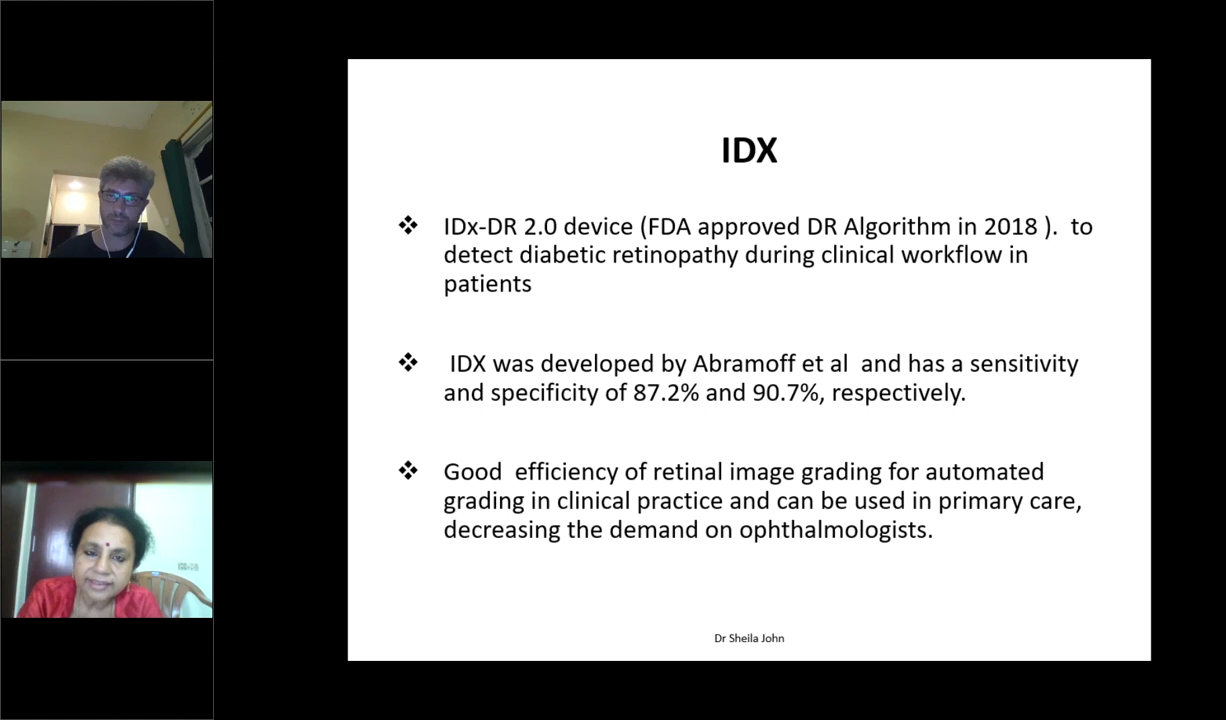 IDX
❖ IDx-DR 2.0 device (FDA approved DR Algorithm in 2018 ).  to
detect diabetic retinopathy during clinical workflow in
patients
❖  IDX was developed by Abramoff et al  and has a sensitivity
and specificity of 87.2% and 90.7%, respectively.
❖ Good  efficiency of retinal image grading for automated
grading in clinical practice and can be used in primary care,
decreasing the demand on ophthalmologists.
Dr Sheila John